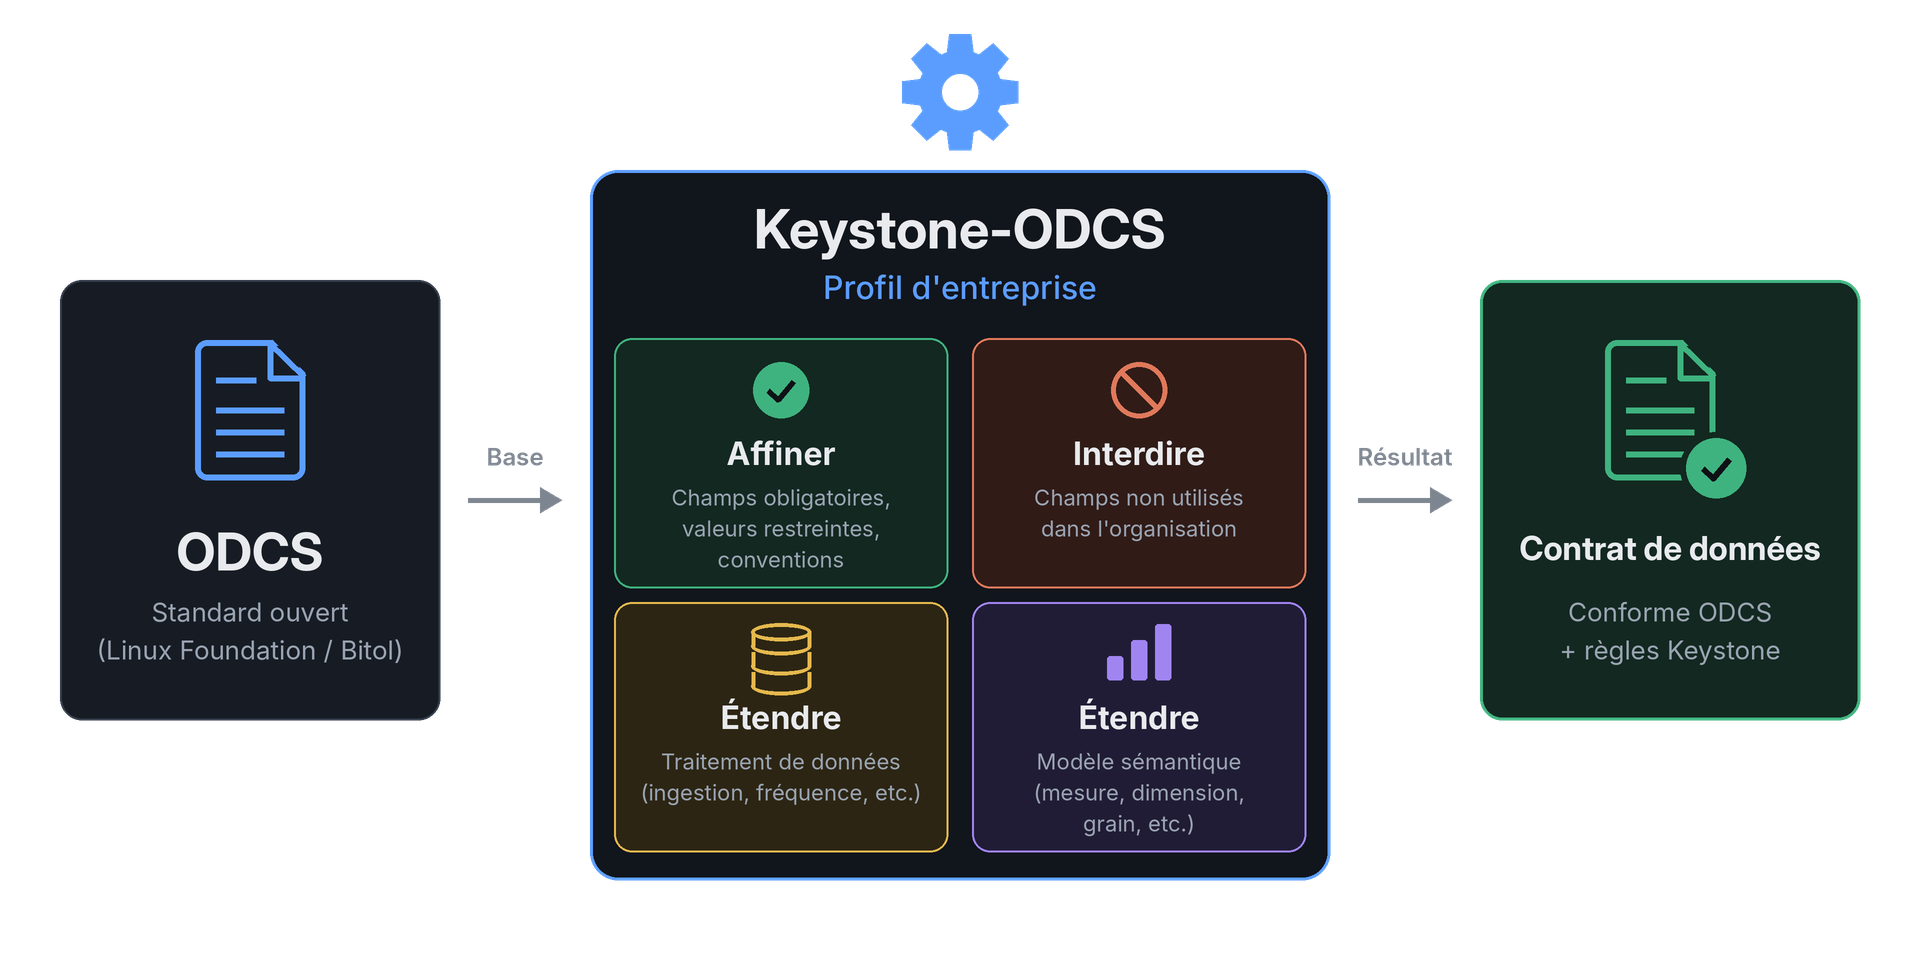 Keystone-ODCS
Profil d'entreprise
ODCS
Standard ouvert
(Linux Foundation / Bitol)
Base
Affiner
Champs obligatoires,
valeurs restreintes,
conventions
Interdire
Champs non utilisés
dans l'organisation
Étendre
Traitement de données
(ingestion, fréquence, etc.)
Étendre
Modèle sémantique
(mesure, dimension,
grain, etc.)
Résultat
Contrat de données
Conforme ODCS
+ règles Keystone